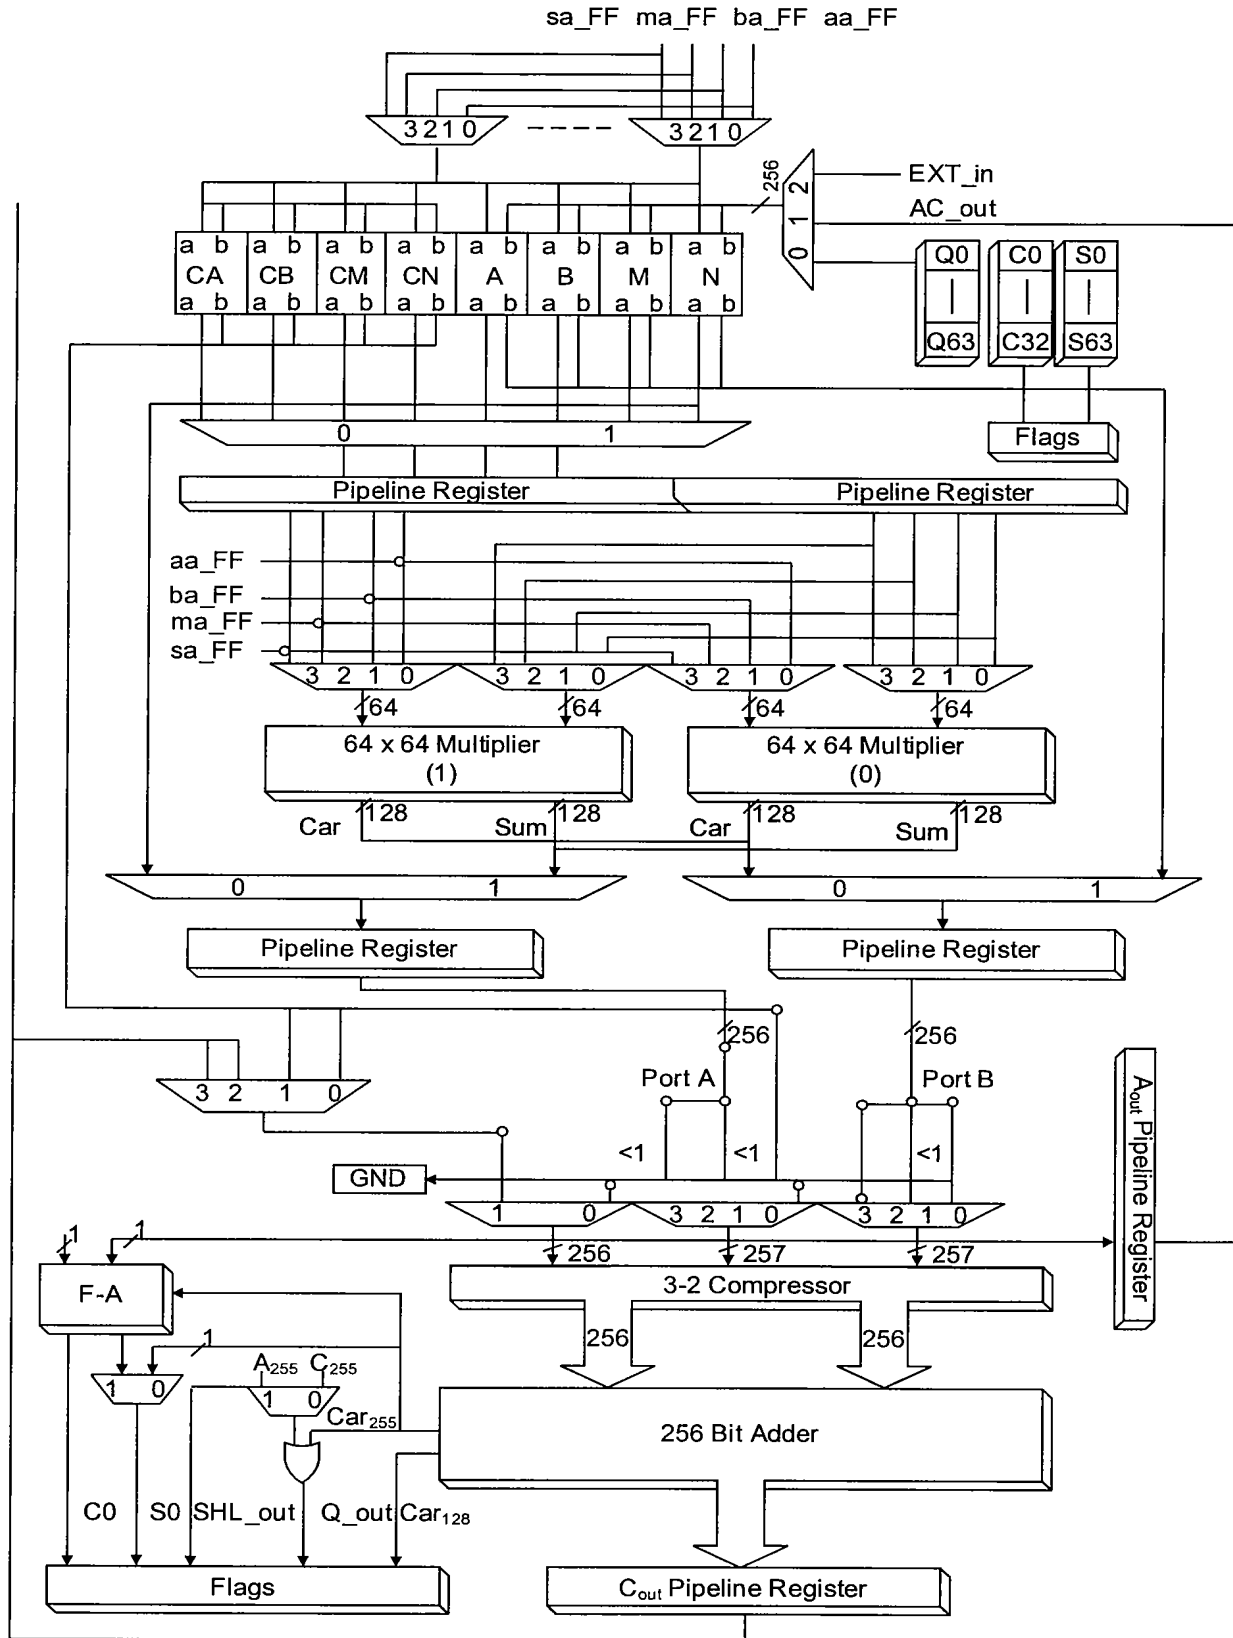 sa_FF ma_FF ba_FF aa_FF
3 2 1 0
3 2 1 0
256
2
1
0
EXT_in
AC_out
a b a b a b a b a b a b a b a b
CA CB CM CN A B M N
a b a b a b a b a b a b a b a b
Q0 C0 S0
Q63 C32 S63
Flags
0 1
Pipeline Register Pipeline Register
aa_FF
ba_FF
ma_FF
sa_FF
3 2 1 0 3 2 1 0 3 2 1 0 3 2 1 0
64 64 64 64
64 x 64 Multiplier
(1)
64 x 64 Multiplier
(0)
128 128 128 128
Car Sum Car Sum
0 1 0 1
Pipeline Register Pipeline Register
256 256
3 2 1 0
Port A Port B
<1 <1 <1
GND
1 0 3 2 1 0 3 2 1 0
256 257 257
Aout Pipeline Register
1 1
F-A
3-2 Compressor
256 256
1
1 0
A255 C255
1 0
Car255
256 Bit Adder
C0 S0 SHL_out Q_out Car128
Flags
Cout Pipeline Register